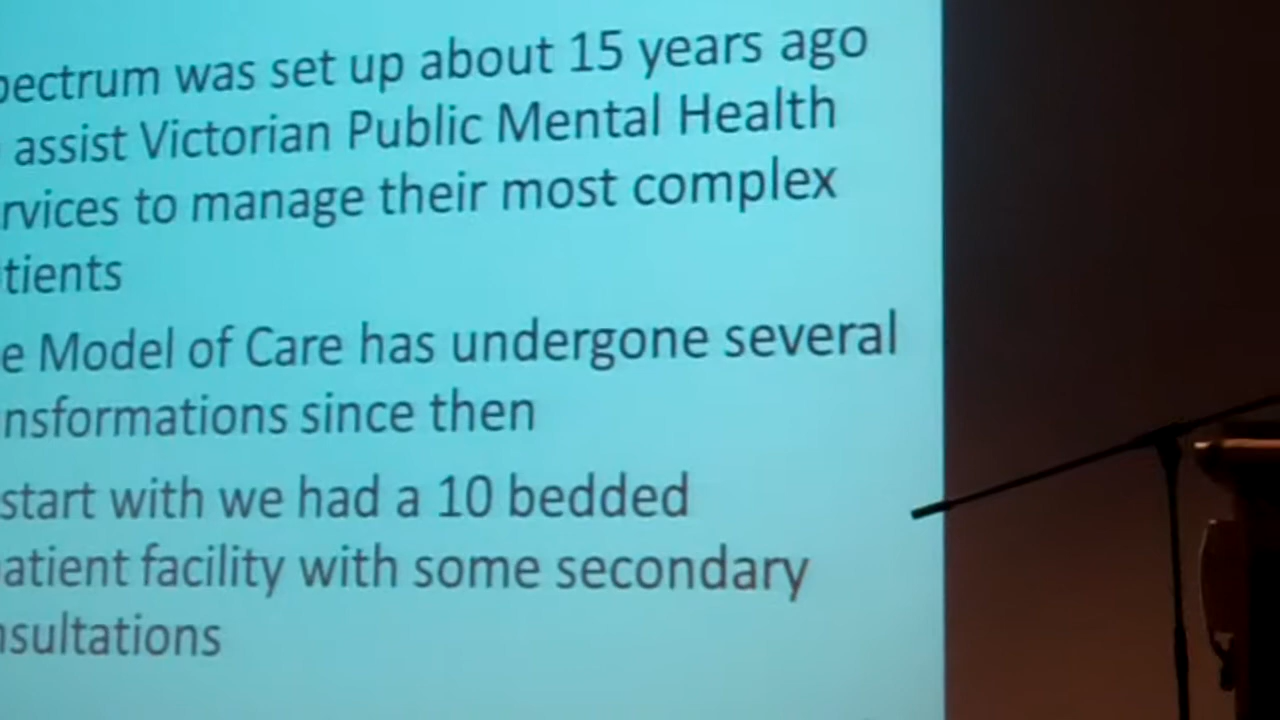 pectrum was set up about 15 years ago
assist Victorian Public Mental Health
rvices to manage their most complex
tients
e Model of Care has undergone several
nsformations since then
start with we had a 10 bedded
atient facility with some secondary
nsultations